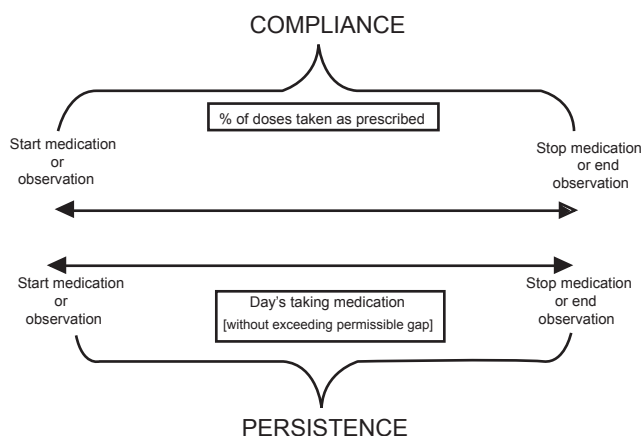 COMPLIANCE
% of doses taken as prescribed
Start medication
or
observation
Stop medication
or end
observation
Start medication
or
observation
Day's taking medication
[without exceeding permissible gap]
Stop medication
or end
observation
PERSISTENCE